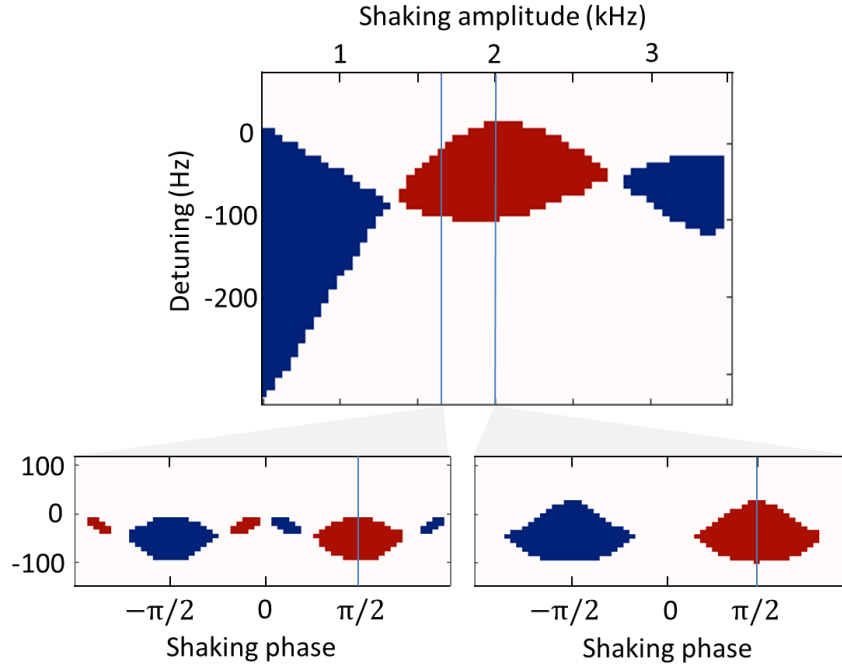 Shaking amplitude (kHz)
1 2 3
Detuning (Hz)
0
-100
-200
100
0
-100
−π/2 0 π/2
Shaking phase
−π/2 0 π/2
Shaking phase